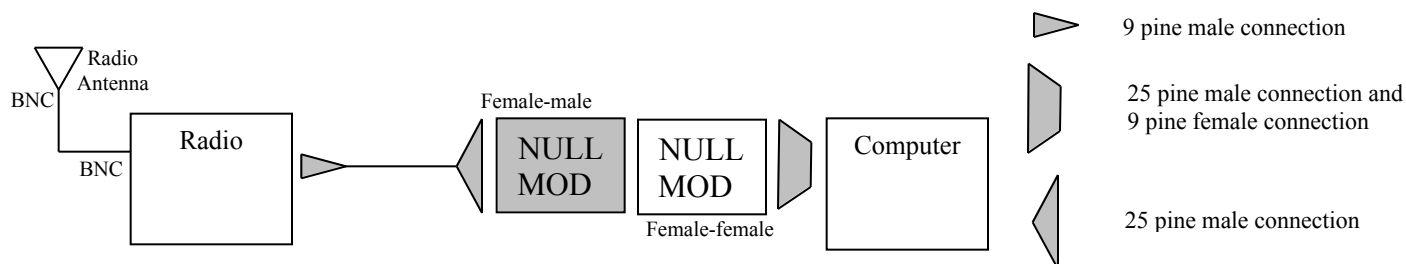 Radio
Antenna
BNC
BNC
Radio
Female-male
NULL
MOD
NULL
MOD
Female-female
Computer
9 pine male connection
25 pine male connection and
9 pine female connection
25 pine male connection